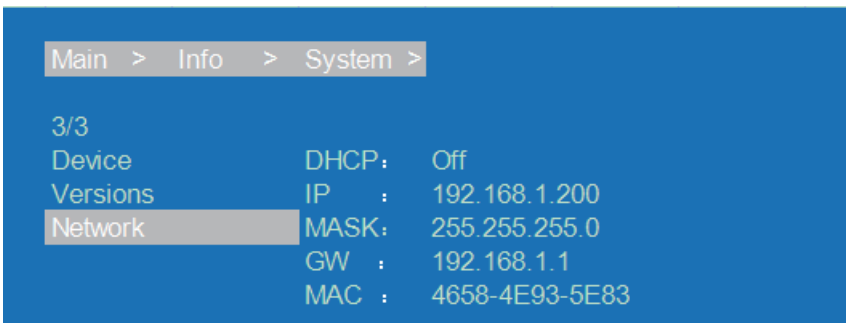 Main > Info > System >
3/3
Device DHCP： Off
Versions IP ： 192.168.1.200
Network MASK： 255.255.255.0
GW ： 192.168.1.1
MAC ： 4658-4E93-5E83